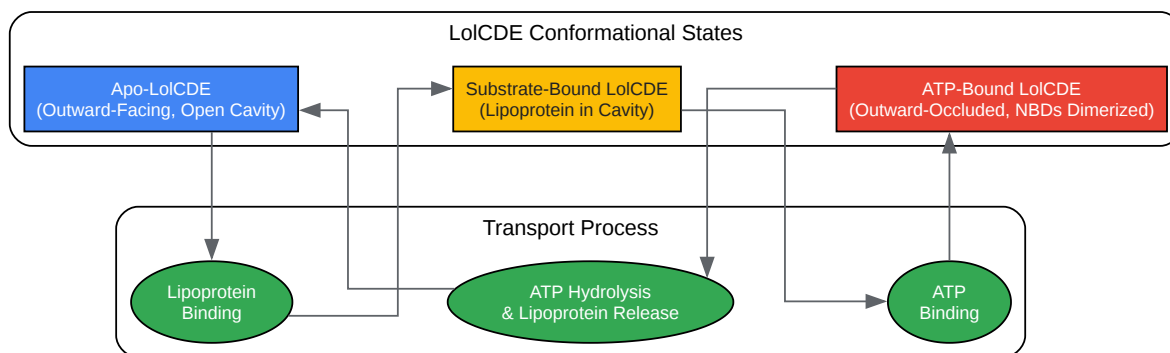 LolCDE Conformational States
Apo-LolCDE
(Outward-Facing, Open Cavity)
Substrate-Bound LolCDE
(Lipoprotein in Cavity)
ATP-Bound LolCDE
(Outward-Occluded, NBDs Dimerized)
Transport Process
Lipoprotein
Binding
ATP Hydrolysis
& Lipoprotein Release
ATP
Binding